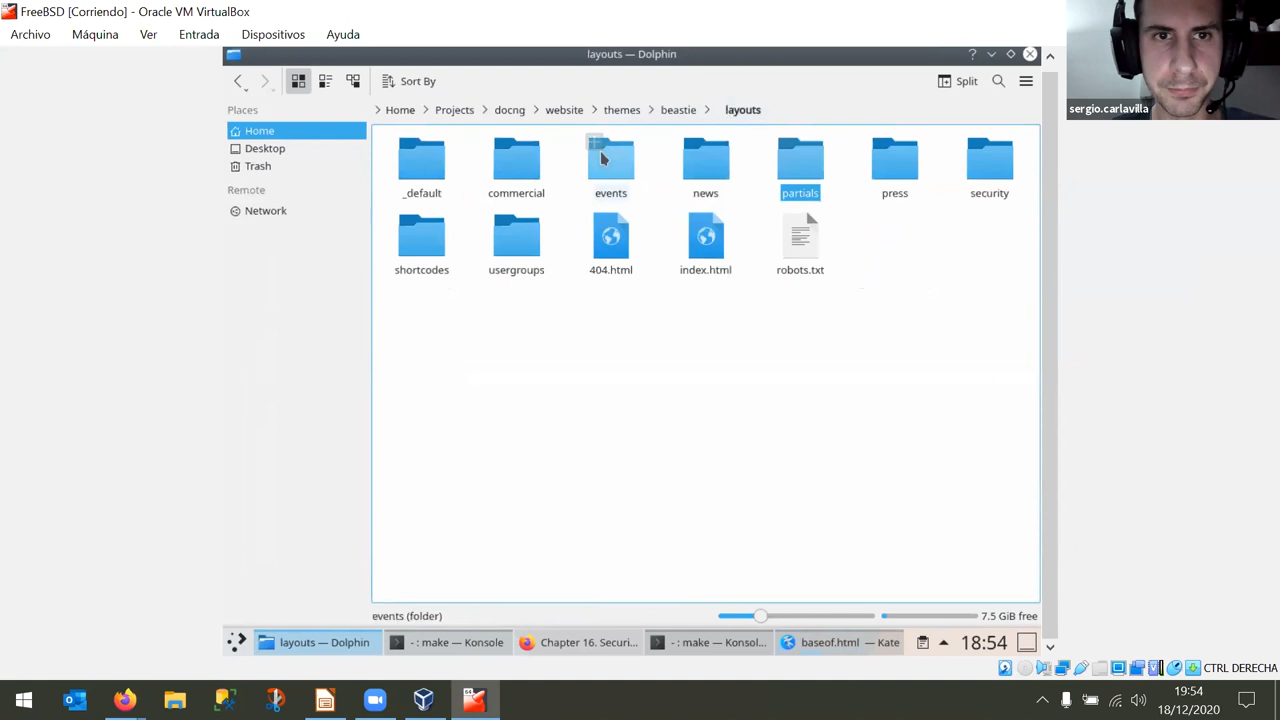 FreeBSD [Corriendo] - Oracle VM VirtualBox
Archivo Máquina Ver Entrada Dispositivos Ayuda
sergio.carlavilla
layouts — Dolphin
Sort By
Split
Places
Home
Desktop
Trash
Remote
Network
> Home > Projects > docng > website > themes > beastie > layouts
_default commercial events news partials press security
shortcodes usergroups 404.html index.html robots.txt
events (folder)
7.5 GiB free
layouts — Dolphin
- : make — Konsole
Chapter 16. Securi...
- : make — Konsol...
baseof.html — Kate
18:54
CTRL DERECHA
19:54
18/12/2020